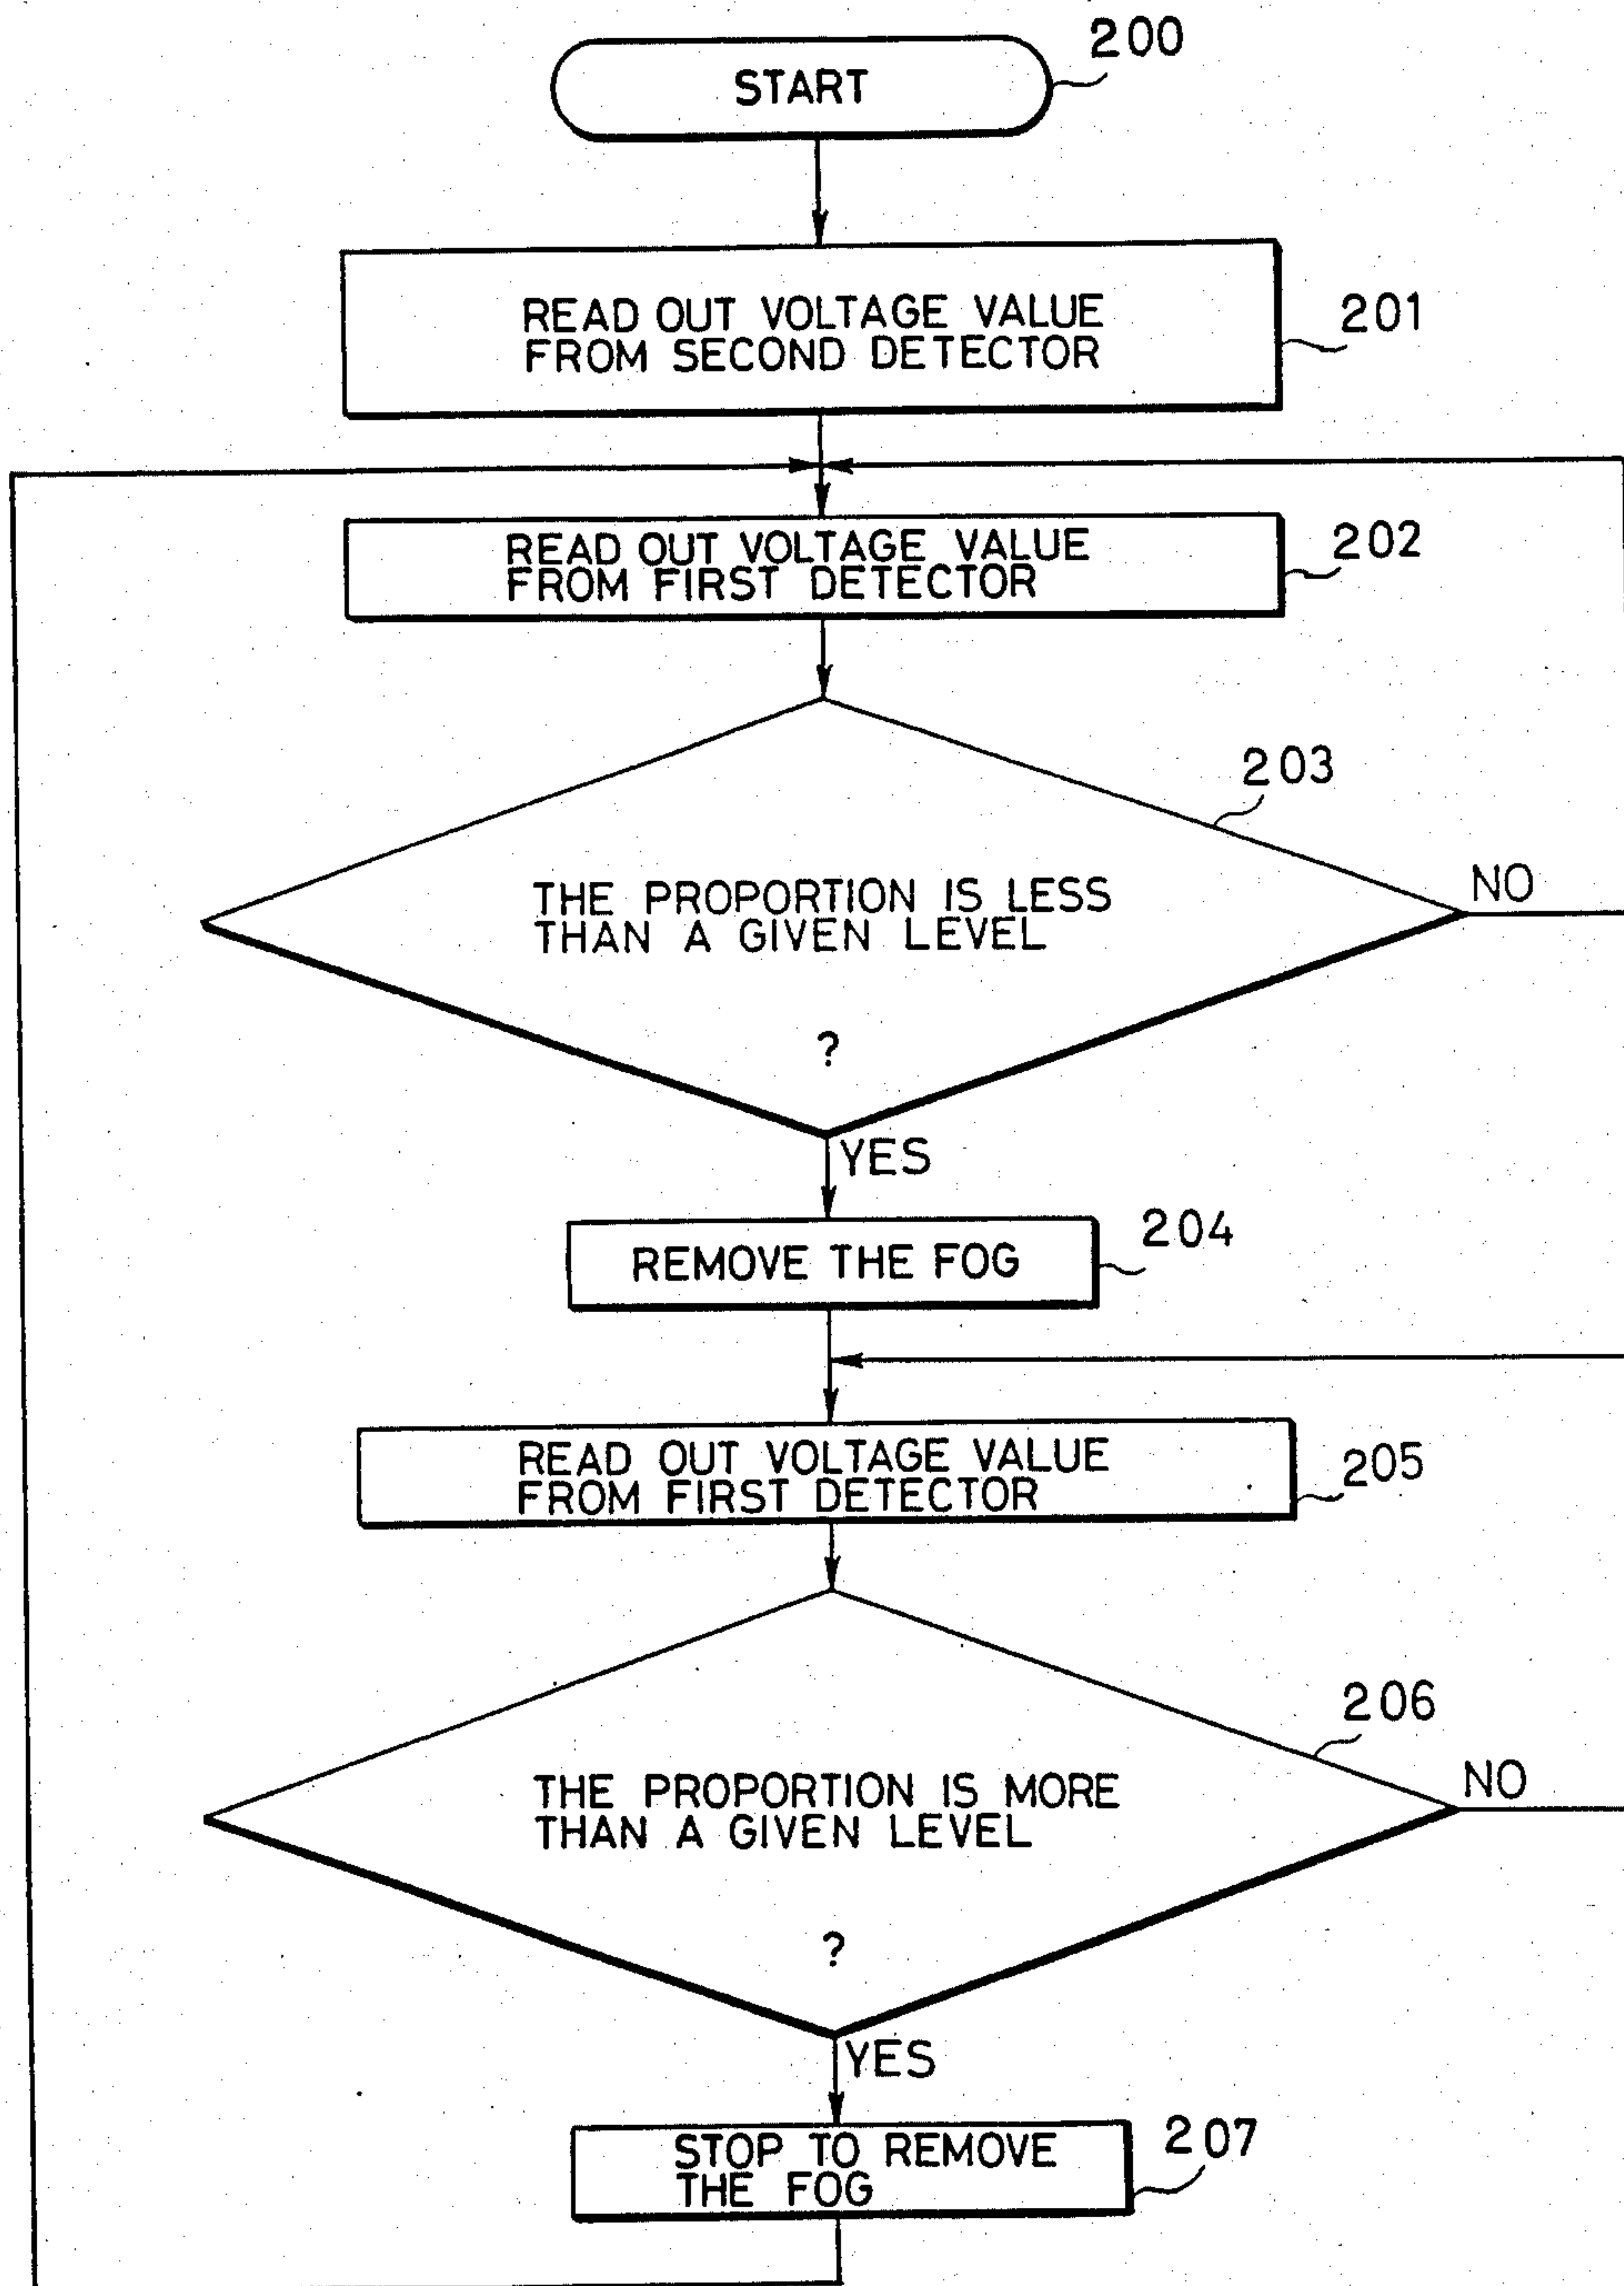 200
START
READ OUT VOLTAGE VALUE
FROM SECOND DETECTOR
201
READ OUT VOLTAGE VALUE
FROM FIRST DETECTOR
202
203
THE PROPORTION IS LESS
THAN A GIVEN LEVEL
?
NO
YES
REMOVE THE FOG
204
READ OUT VOLTAGE VALUE
FROM FIRST DETECTOR
205
206
THE PROPORTION IS MORE
THAN A GIVEN LEVEL
?
NO
YES
STOP TO REMOVE
THE FOG
207